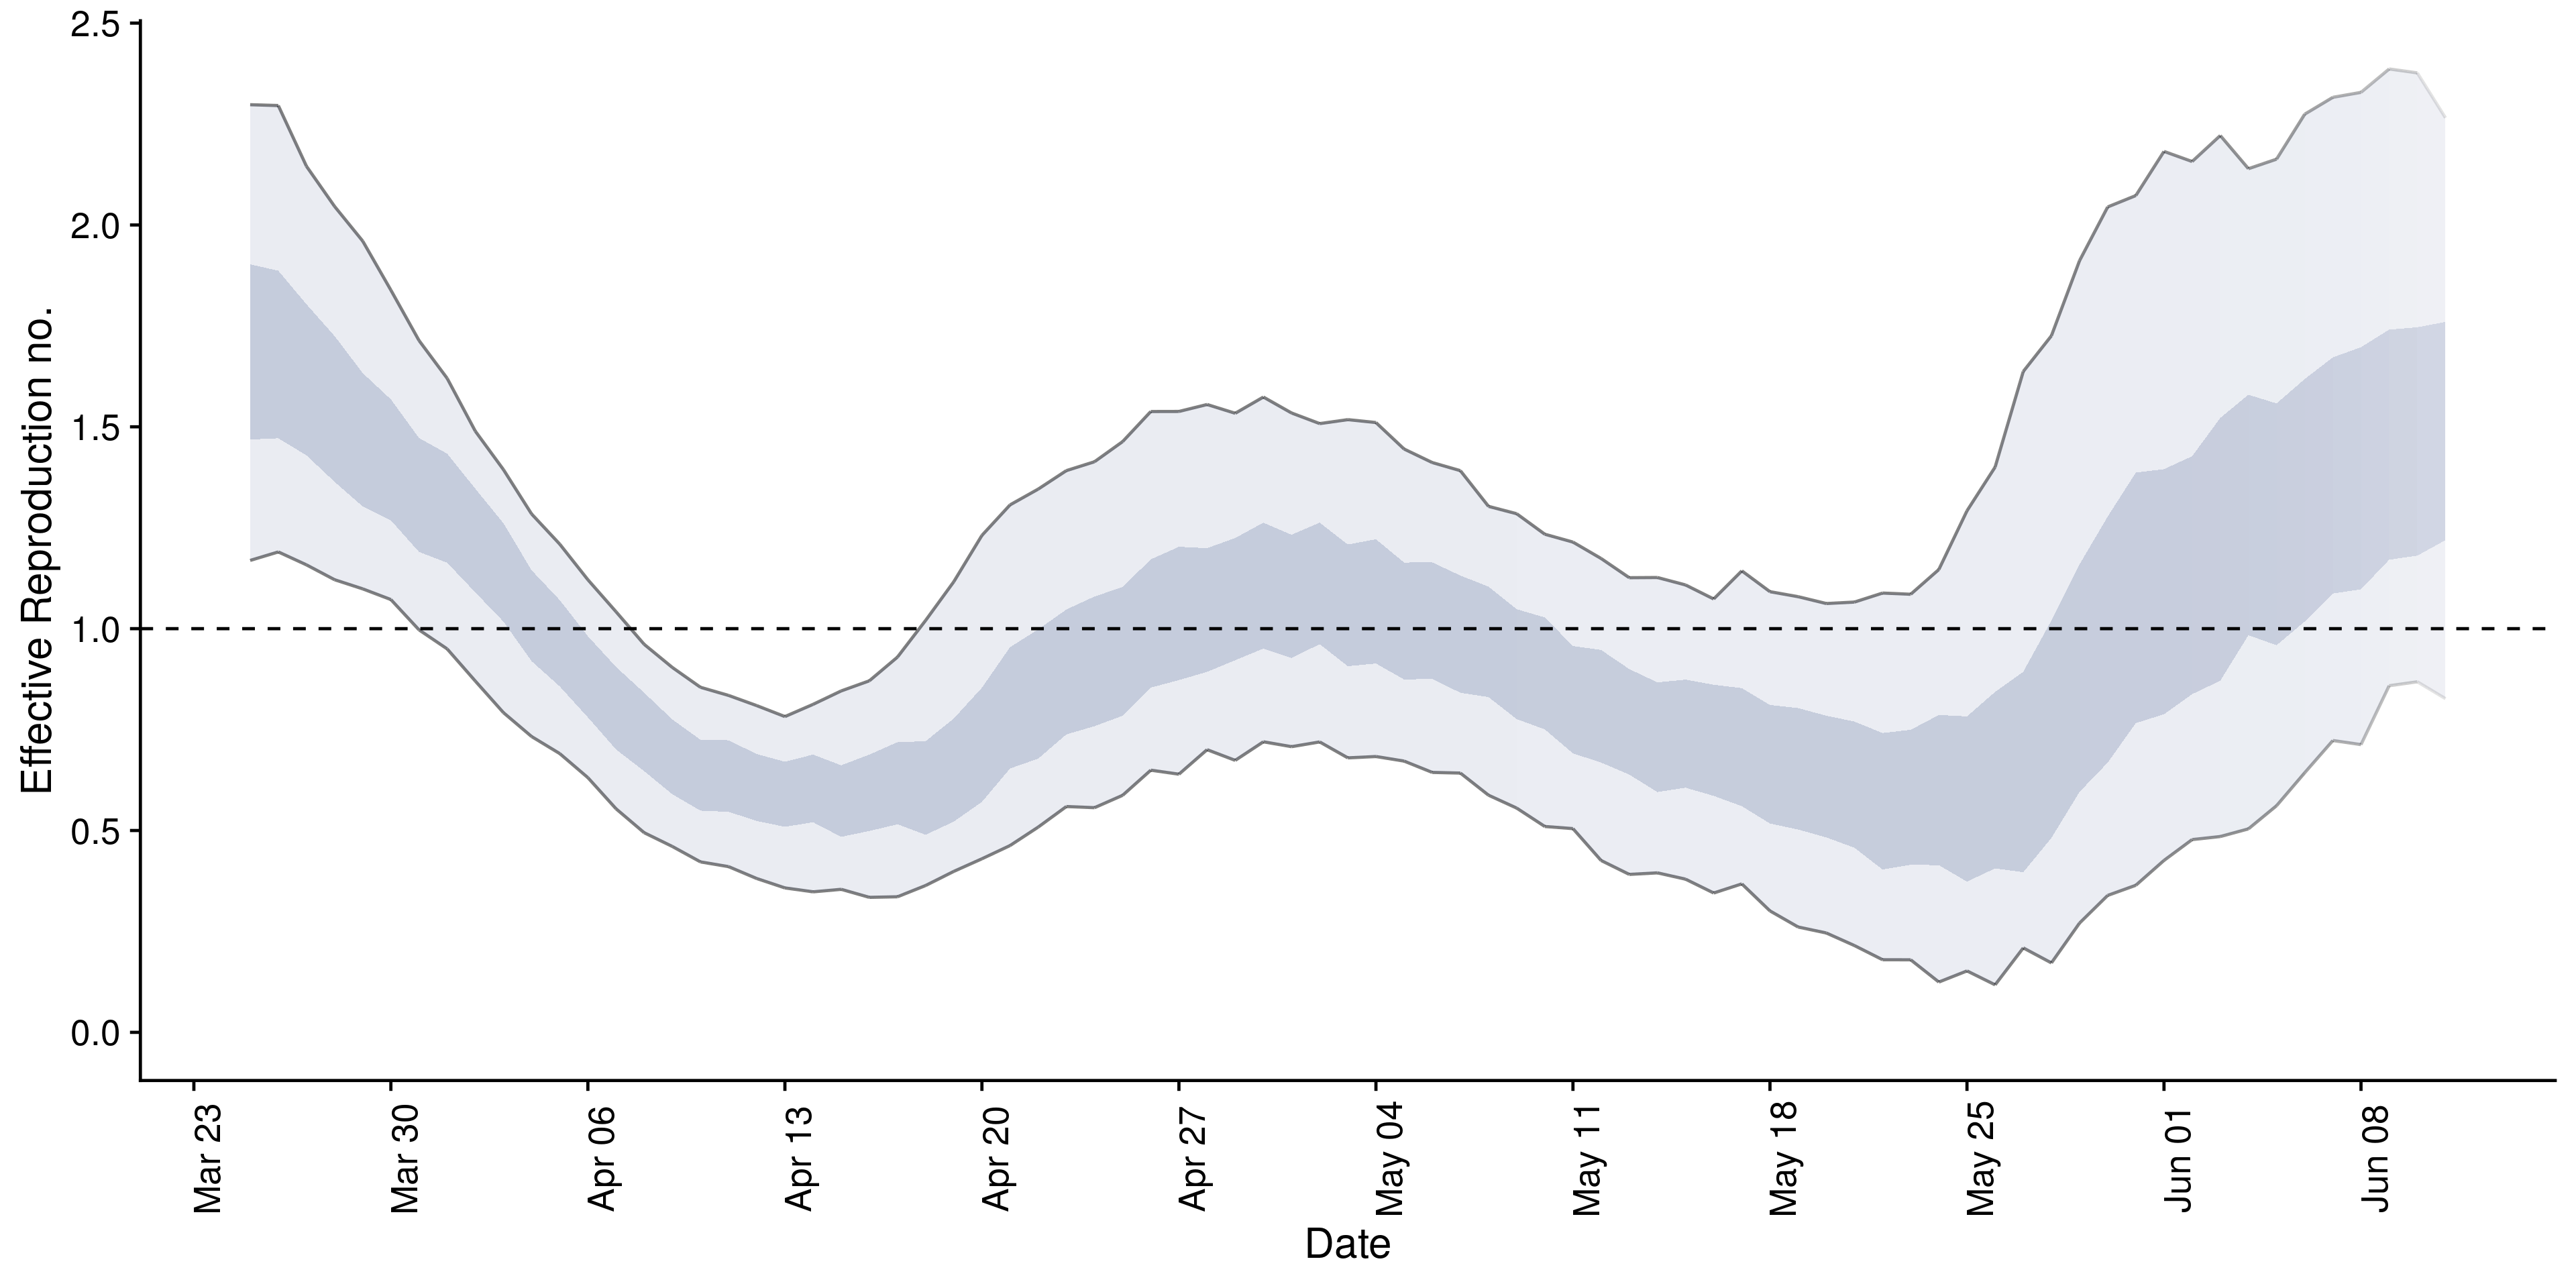 Effective Reproduction no.
2.5
2.0
1.5
1.0
0.5
0.0
Mar 23
Mar 30
Apr 06
Apr 13
Apr 20
Apr 27
May 04
May 11
May 18
May 25
Jun 01
Jun 08
Date